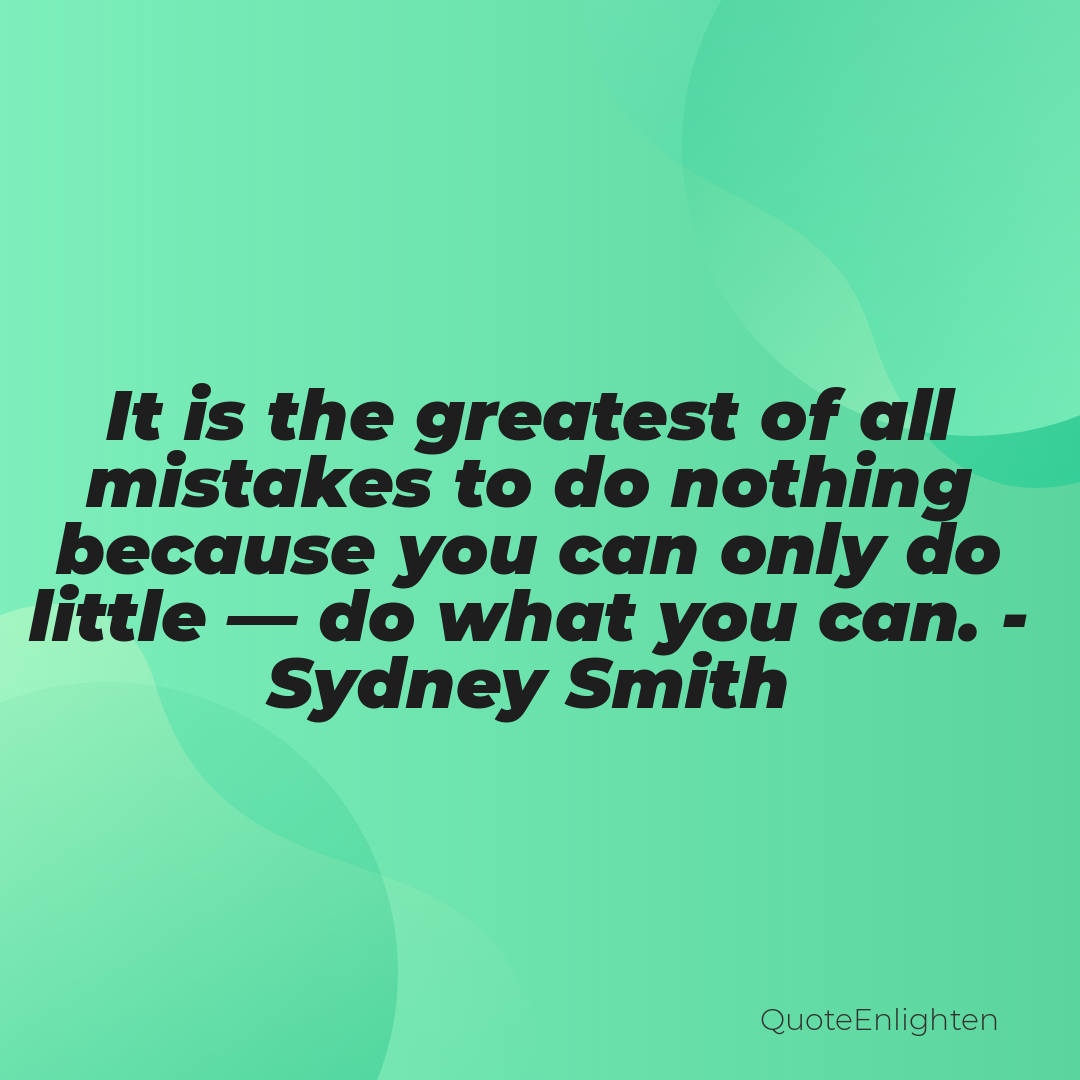 It is the greatest of all
mistakes to do nothing
because you can only do
little — do what you can. -
Sydney Smith
QuoteEnlighten